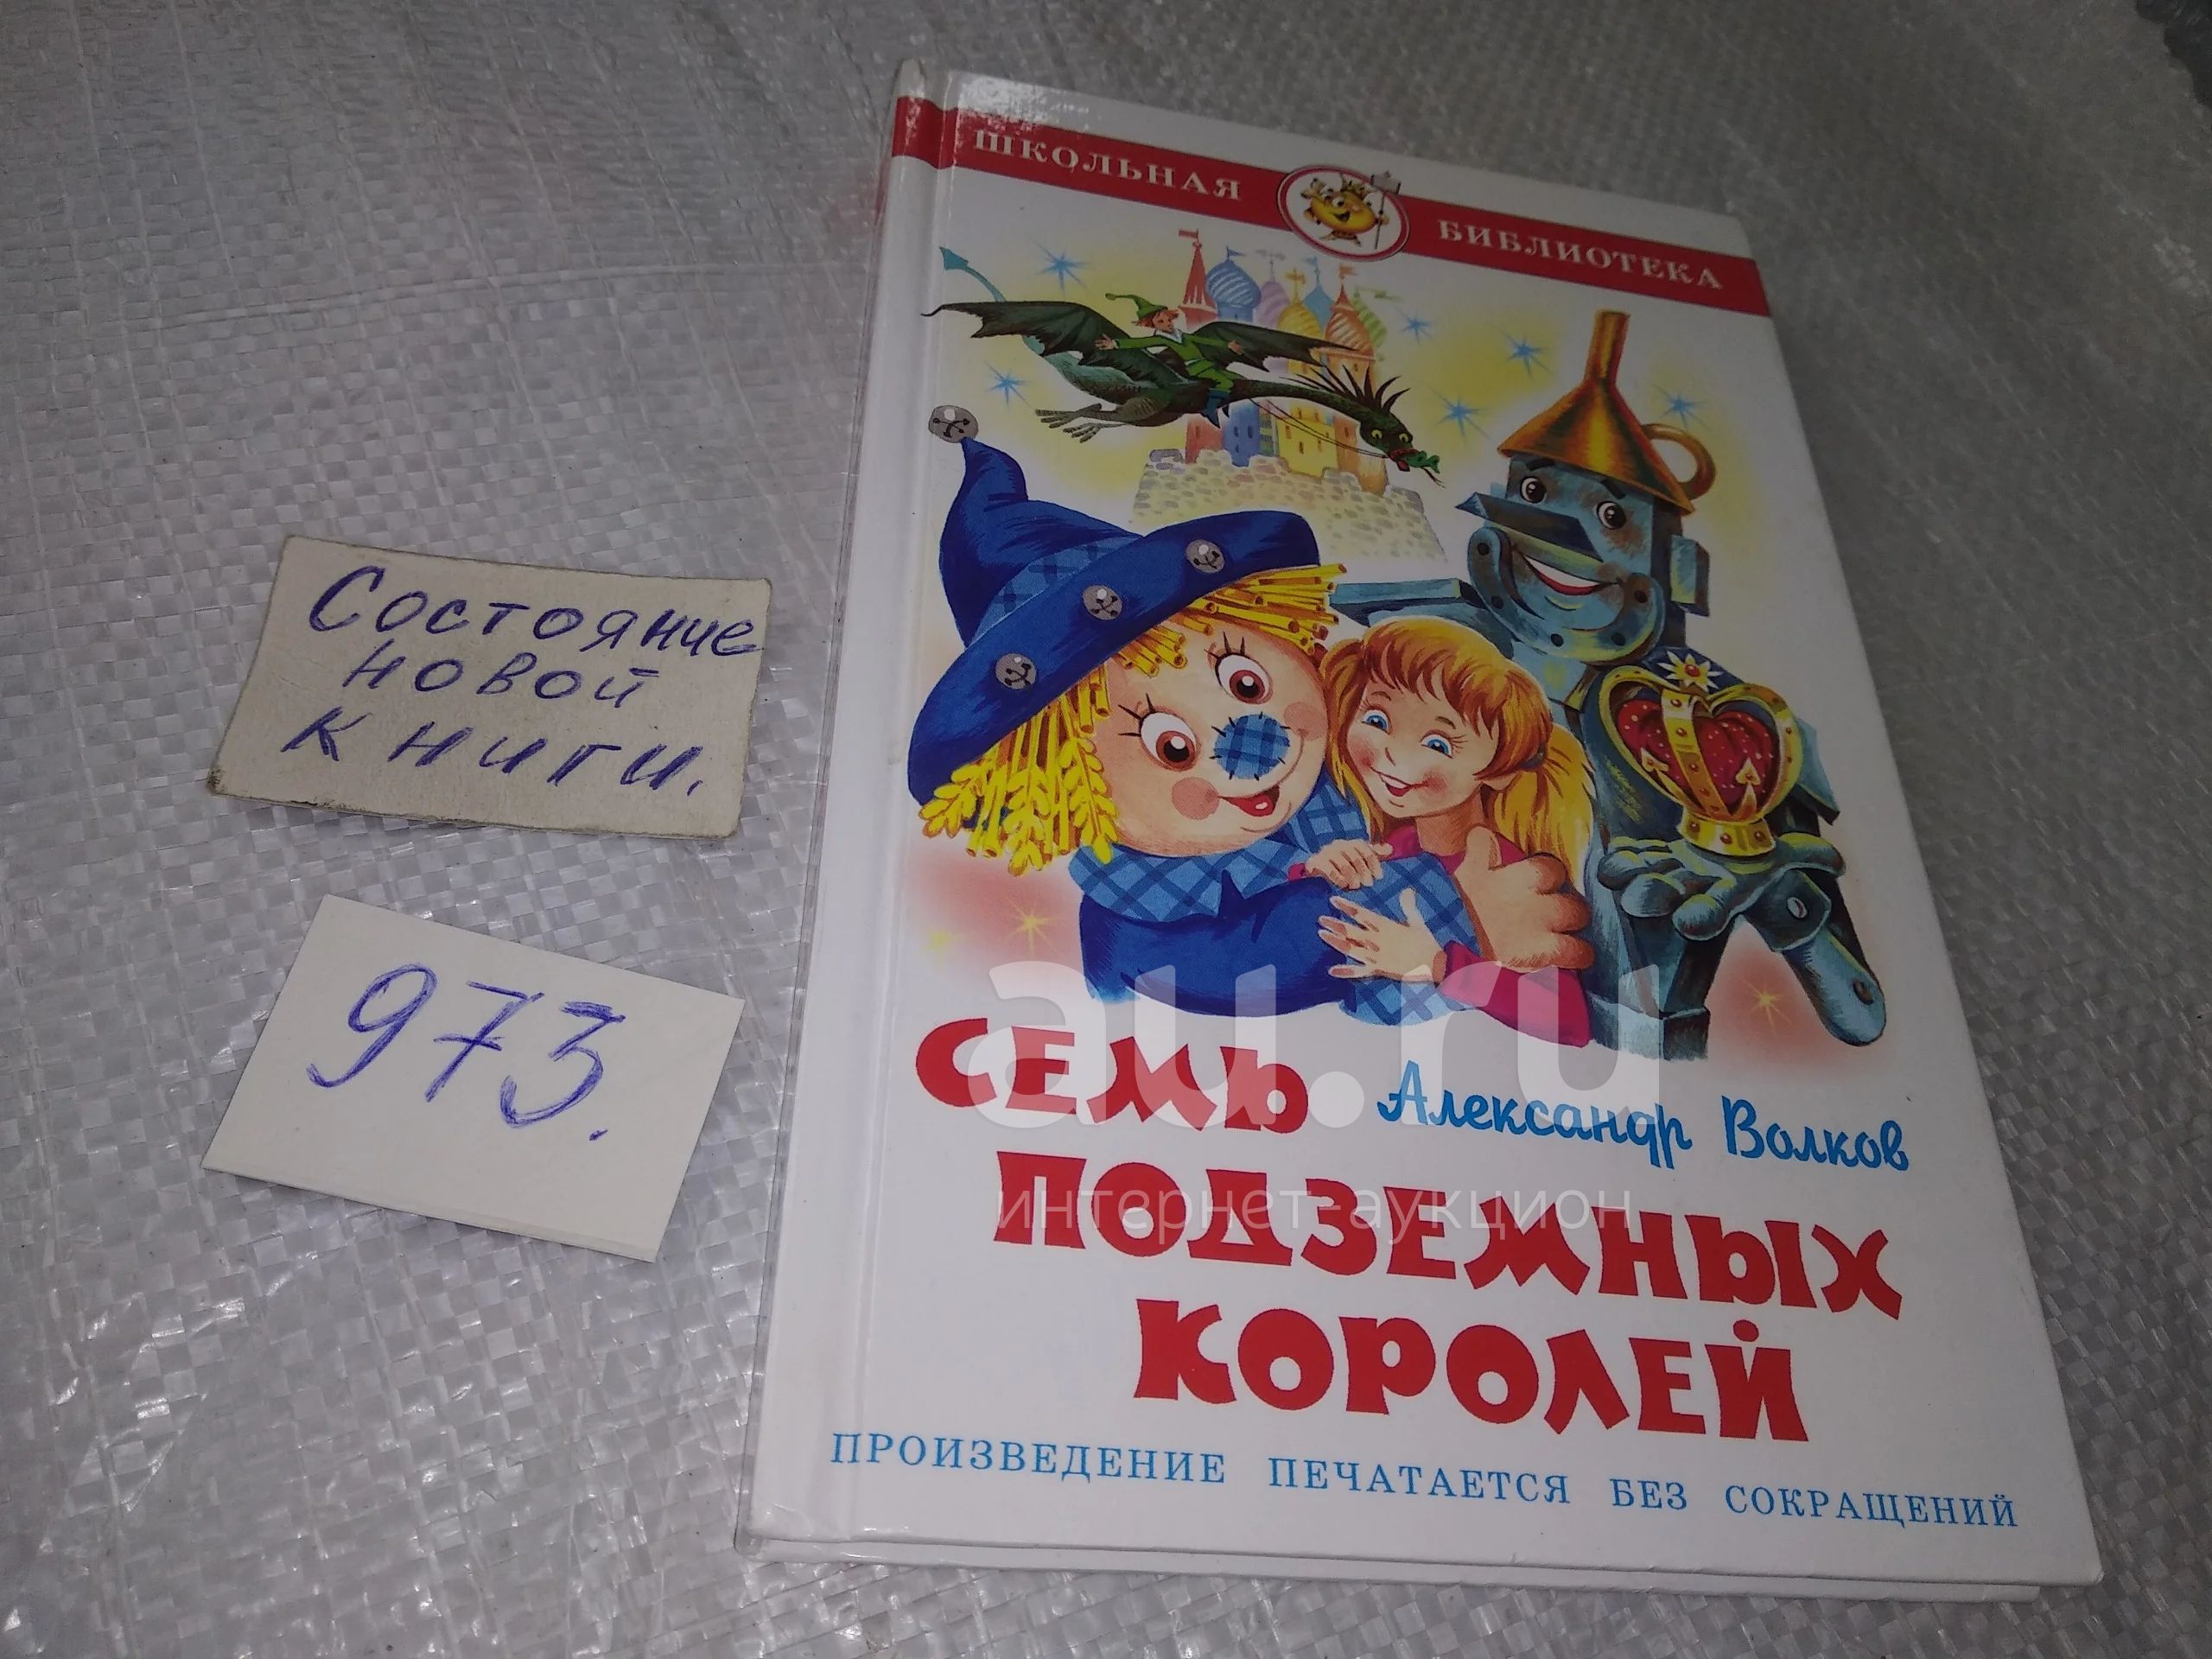 ШКОЛЬНАЯ БИБЛИОТЕКА
Состояние
новой
книги.
973.
au.ru
интернет-аукцион
СЕМЬ
Александр Волков
ПОДЗЕМНЫХ
КОРОЛЕЙ
ПРОИЗВЕДЕНИЕ ПЕЧАТАЕТСЯ БЕЗ СОКРАЩЕНИЙ